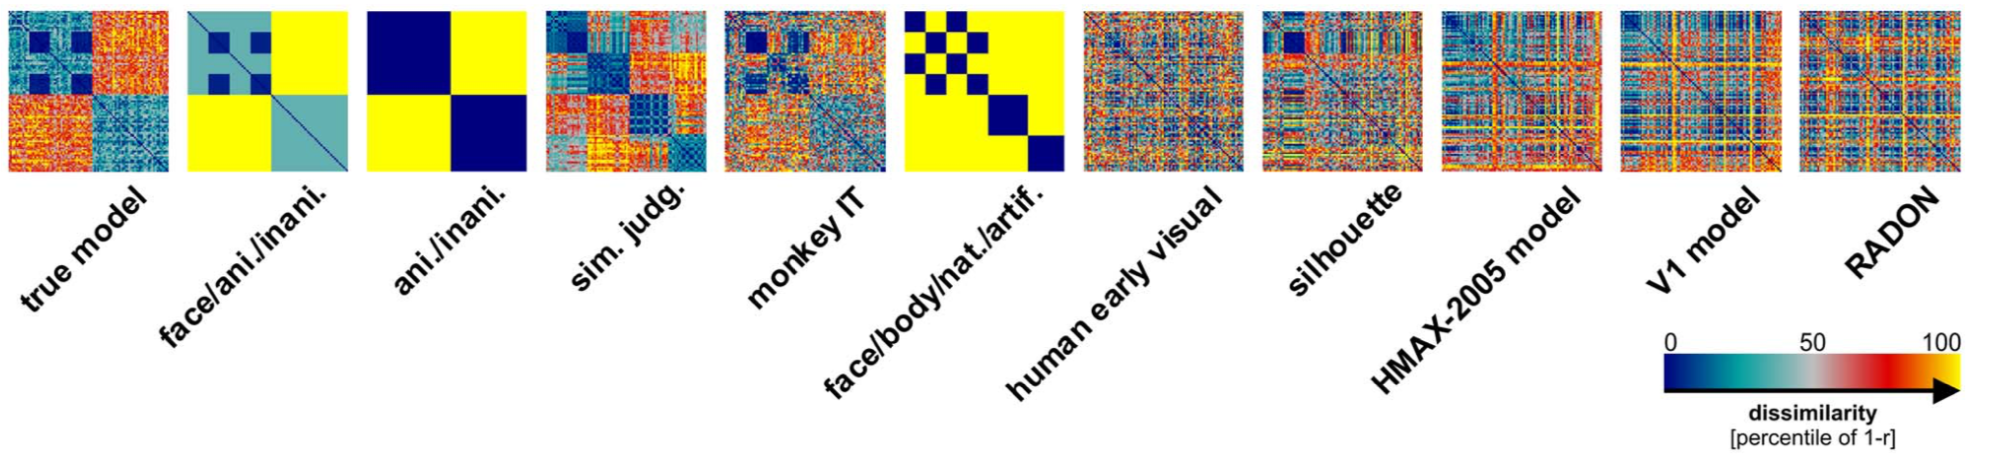 true model
face/ani./inani.
ani./inani.
sim. judg.
monkey IT
face/body/nat./artif.
human early visual
silhouette
HMAX-2005 model
V1 model
RADON
0 50 100
dissimilarity
[percentile of 1-r]